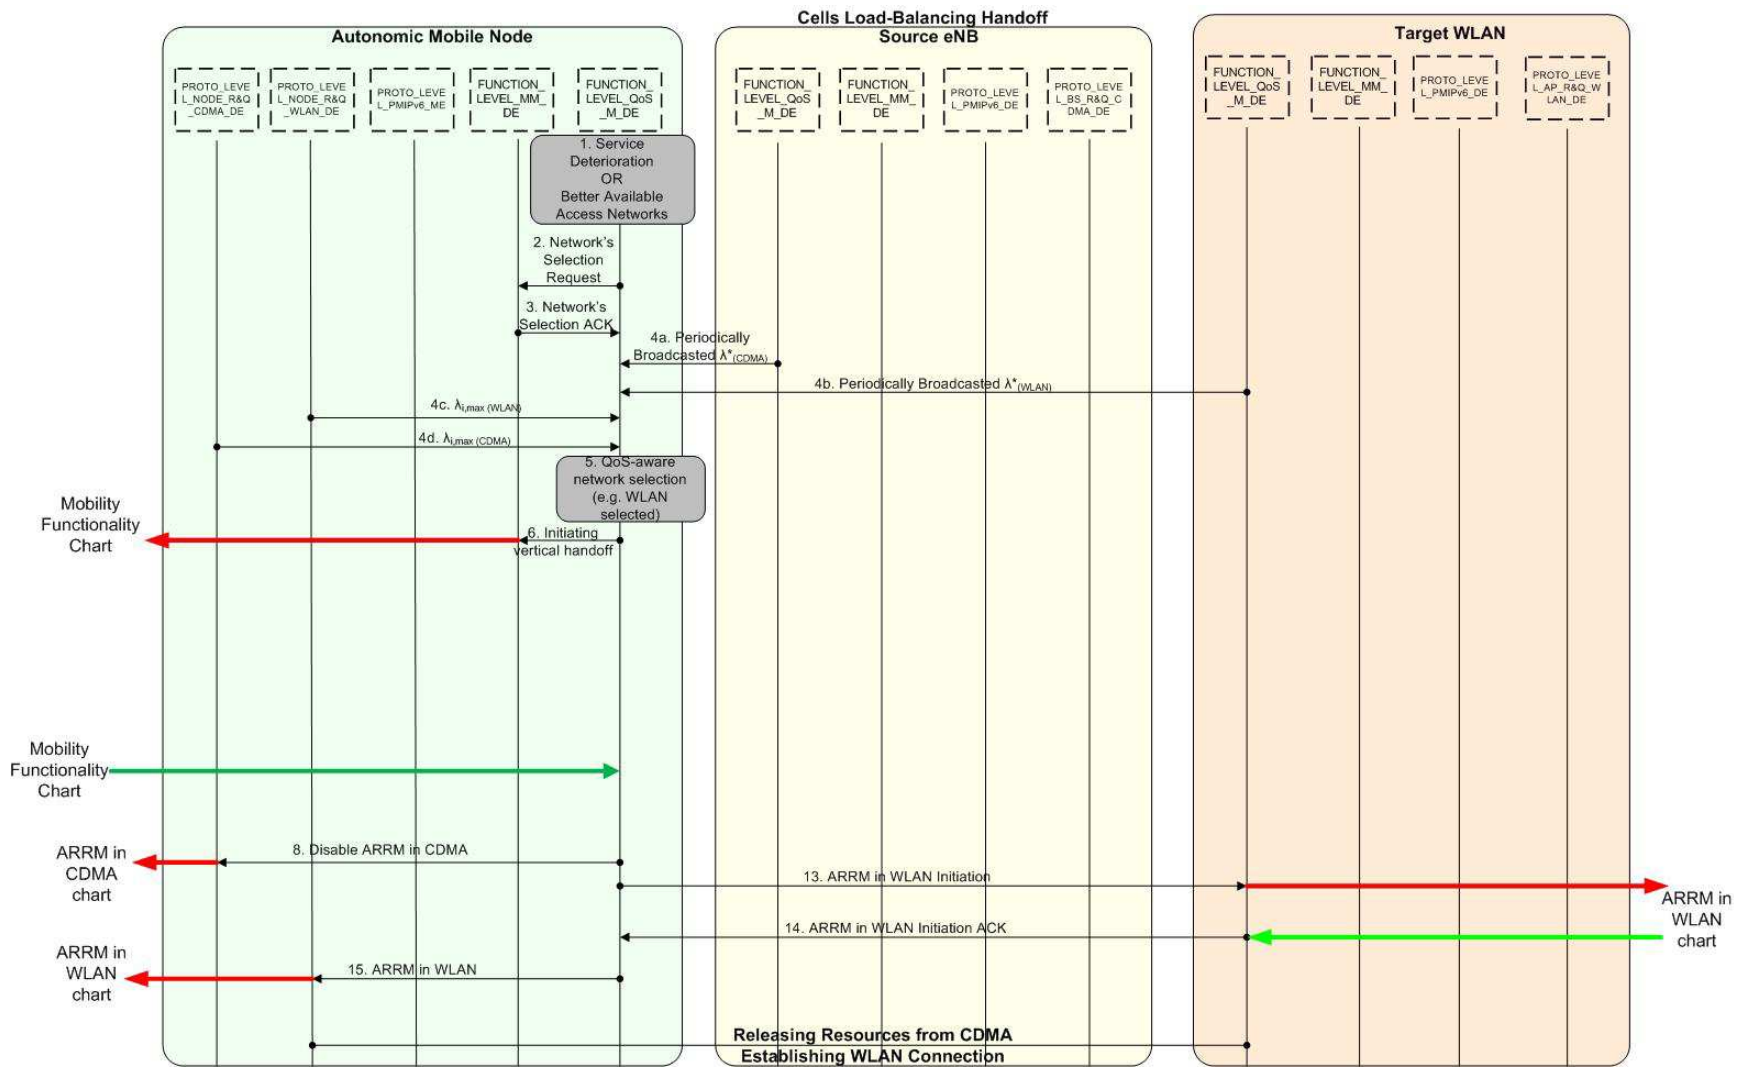 Cells Load-Balancing Handoff
Autonomic Mobile Node
Source eNB
Target WLAN
PROTO_LEVE
L_NODE_R&Q
_CDMA_DE
PROTO_LEVE
L_NODE_R&Q
_WLAN_DE
PROTO_LEVE
L_PMIPv6_ME
FUNCTION_
LEVEL_MM_
DE
FUNCTION_
LEVEL_QoS
_M_DE
FUNCTION_
LEVEL_QoS
_M_DE
FUNCTION_
LEVEL_MM_
DE
PROTO_LEVE
L_PMIPv6_DE
PROTO_LEVE
L_BS_R&Q_C
DMA_DE
FUNCTION_
LEVEL_QoS
_M_DE
FUNCTION_
LEVEL_MM_
DE
PROTO_LEVE
L_PMIPv6_DE
PROTO_LEVE
L_AP_R&Q_W
LAN_DE
1. Service
Deterioration
OR
Better Available
Access Networks
2. Network's
Selection
Request
3. Network's
Selection ACK
4a. Periodically
Broadcasted λ*(CDMA)
4b. Periodically Broadcasted λ*(WLAN)
4c. λi,max (WLAN)
4d. λi,max (CDMA)
5. QoS-aware
network selection
(e.g. WLAN
selected)
Mobility
Functionality
Chart
6. Initiating
vertical handoff
Mobility
Functionality
Chart
ARRM in
CDMA
chart
8. Disable ARRM in CDMA
13. ARRM in WLAN Initiation
ARRM in
WLAN
chart
14. ARRM in WLAN Initiation ACK
ARRM in
WLAN
chart
15. ARRM in WLAN
Releasing Resources from CDMA
Establishing WLAN Connection